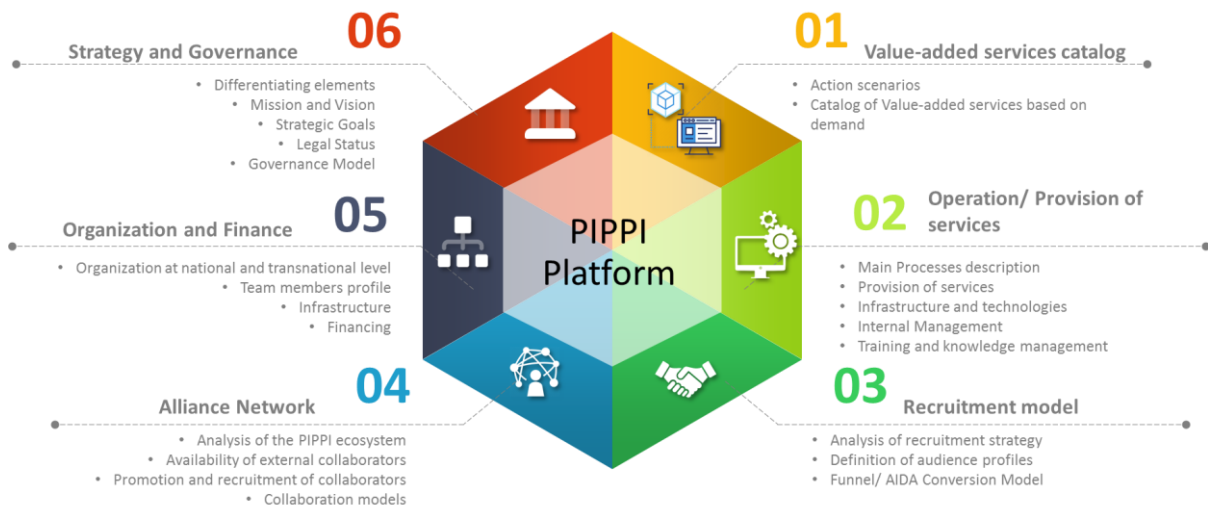 06
Strategy and Governance
• Differentiating elements
• Mission and Vision
• Strategic Goals
• Legal Status
• Governance Model
01
Value-added services catalog
• Action scenarios
• Catalog of Value-added services based on
demand
05
Organization and Finance
• Organization at national and transnational level
• Team members profile
• Infrastructure
• Financing
PIPPI
Platform
02
Operation/ Provision of
services
• Main Processes description
• Provision of services
• Infrastructure and technologies
• Internal Management
• Training and knowledge management
04
Alliance Network
• Analysis of the PIPPI ecosystem
• Availability of external collaborators
• Promotion and recruitment of collaborators
• Collaboration models
03
Recruitment model
• Analysis of recruitment strategy
• Definition of audience profiles
• Funnel/ AIDA Conversion Model